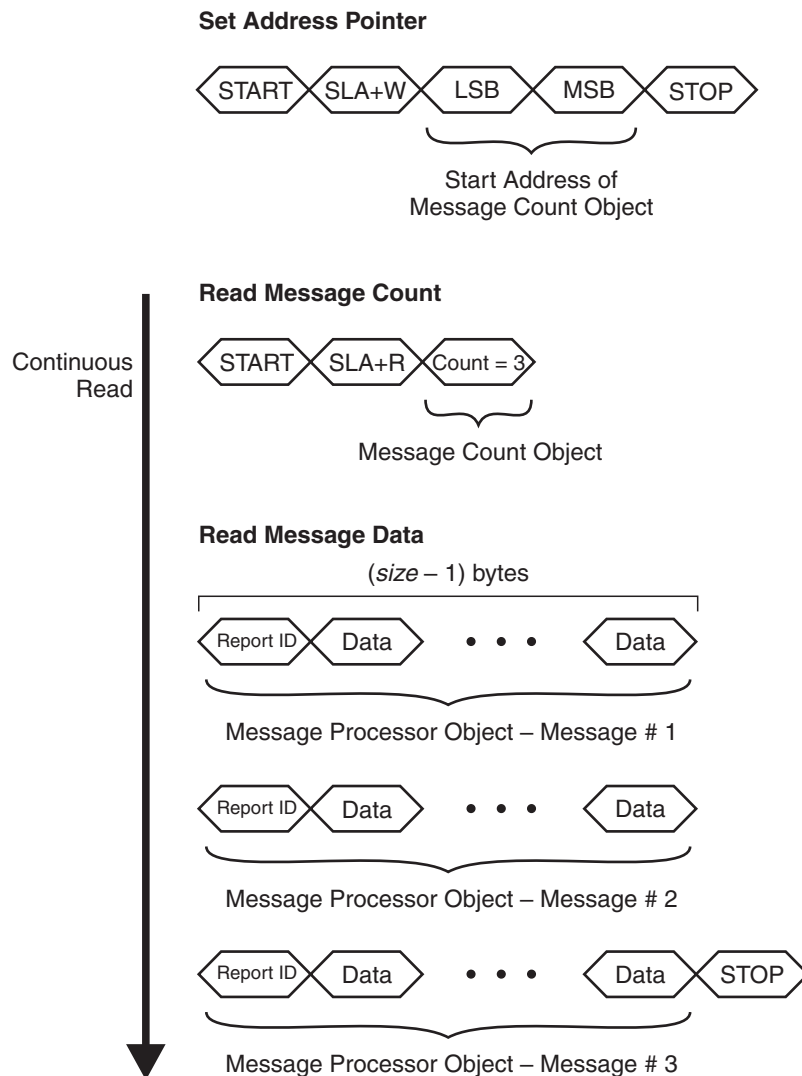 Set Address Pointer
START SLA+W LSB MSB STOP
Start Address of
Message Count Object
Read Message Count
Continuous
Read
START SLA+R Count = 3
Message Count Object
Read Message Data
(size – 1) bytes
Report ID Data • • • Data
Message Processor Object – Message # 1
Report ID Data • • • Data
Message Processor Object – Message # 2
Report ID Data • • • Data STOP
Message Processor Object – Message # 3